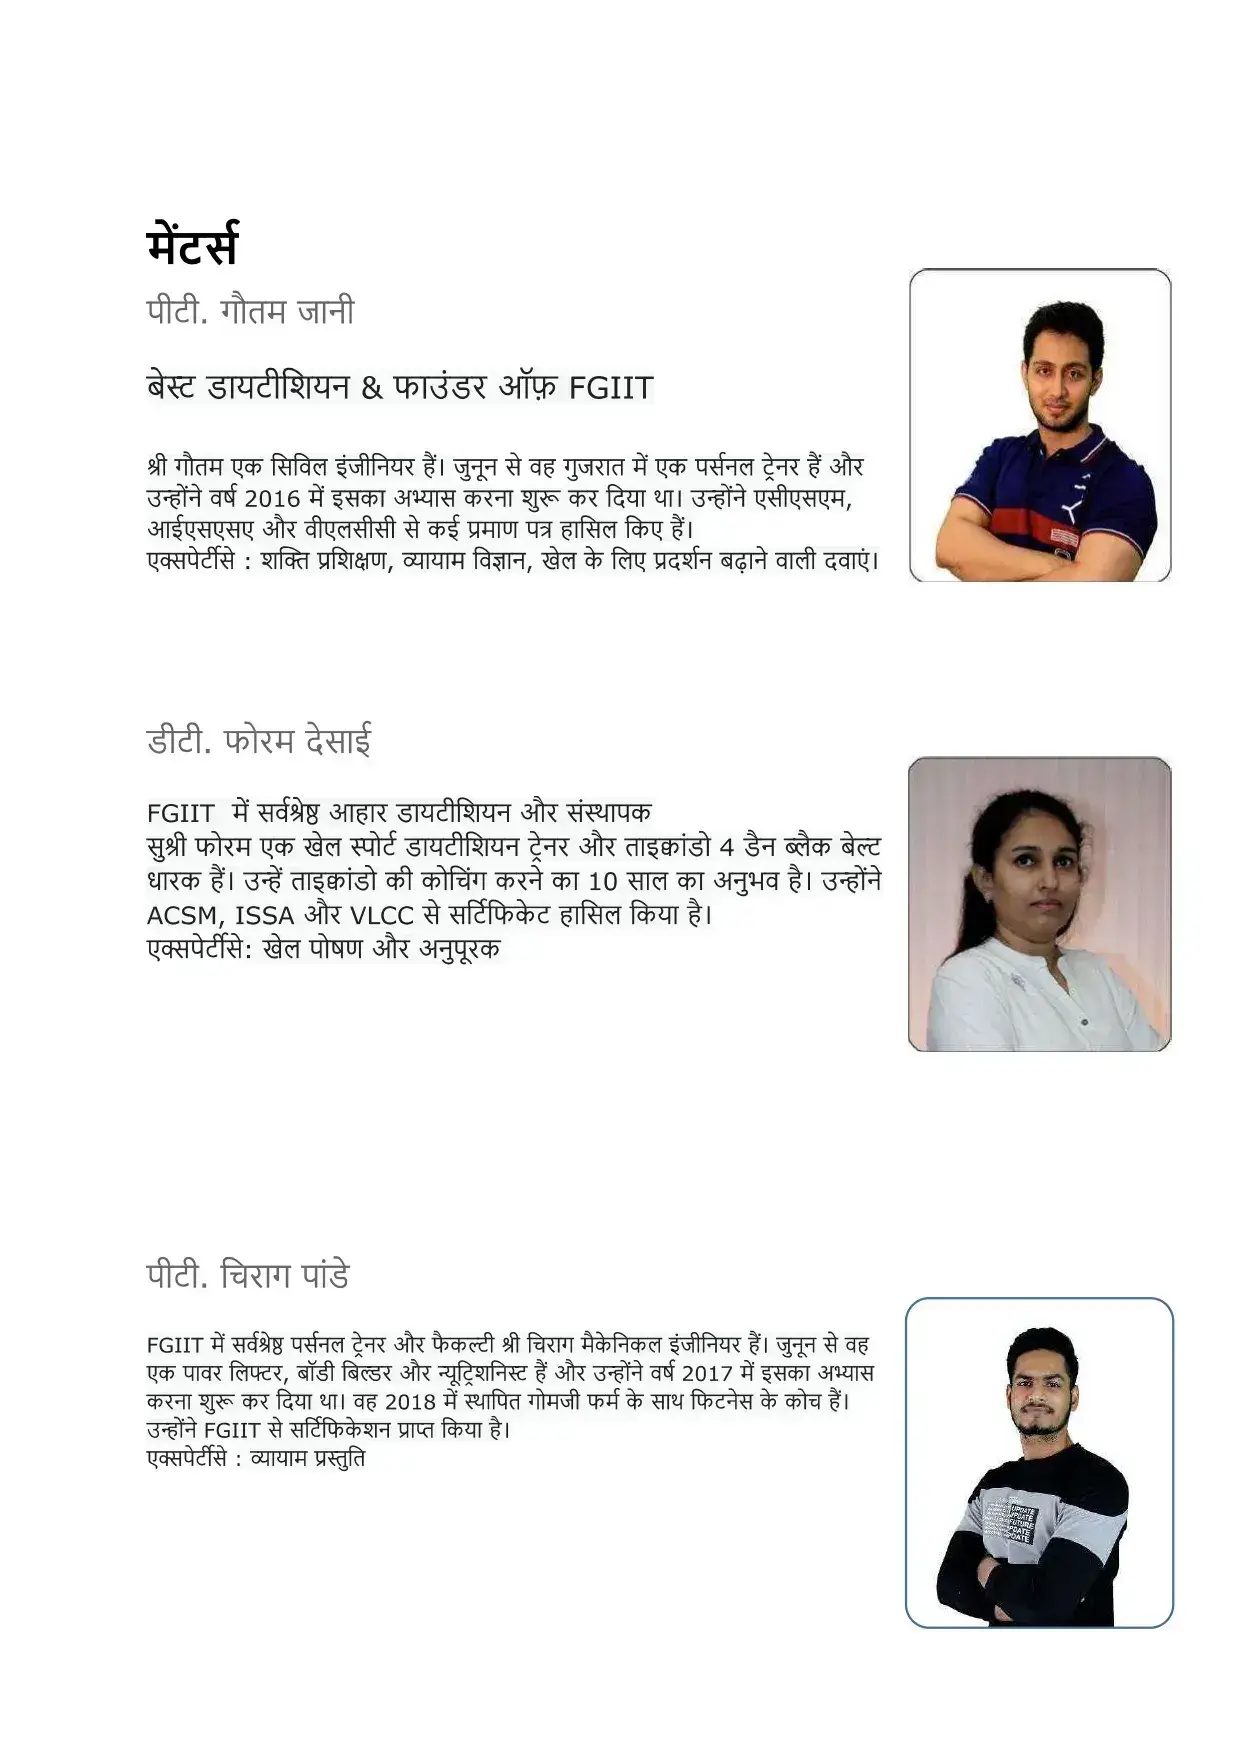 मेंटर्स
पीटी. गौतम जानी
बेस्ट डायटीशियन & फाउंडर ऑफ़ FGIIT
श्री गौतम एक सिविल इंजीनियर हैं। जुनून से वह गुजरात में एक पर्सनल ट्रेनर हैं और
उन्होंने वर्ष 2016 में इसका अभ्यास करना शुरू कर दिया था। उन्होंने एसीएसएम,
आईएसएसए और वीएलसीसी से कई प्रमाण पत्र हासिल किए हैं।
एक्सपेर्टीसे : शक्ति प्रशिक्षण, व्यायाम विज्ञान, खेल के लिए प्रदर्शन बढ़ाने वाली दवाएं।
डीटी. फोरम देसाई
FGIIT में सर्वश्रेष्ठ आहार डायटीशियन और संस्थापक
सुश्री फोरम एक खेल स्पोर्ट डायटीशियन ट्रेनर और ताइक्वांडो 4 डैन ब्लैक बेल्ट
धारक हैं। उन्हें ताइक्वांडो की कोचिंग करने का 10 साल का अनुभव है। उन्होंने
ACSM, ISSA और VLCC से सर्टिफिकेट हासिल किया है।
एक्सपेर्टीसे: खेल पोषण और अनुपूरक
पीटी. चिराग पांडे
FGIIT में सर्वश्रेष्ठ पर्सनल ट्रेनर और फैकल्टी श्री चिराग मैकेनिकल इंजीनियर हैं। जुनून से वह
एक पावर लिफ्टर, बॉडी बिल्डर और न्यूट्रिशनिस्ट हैं और उन्होंने वर्ष 2017 में इसका अभ्यास
करना शुरू कर दिया था। वह 2018 में स्थापित गोमजी फर्म के साथ फिटनेस के कोच हैं।
उन्होंने FGIIT से सर्टिफिकेशन प्राप्त किया है।
एक्सपेर्टीसे : व्यायाम प्रस्तुति
UPDATE
UPDATE
FUTURE
UPDATE
UPDATE